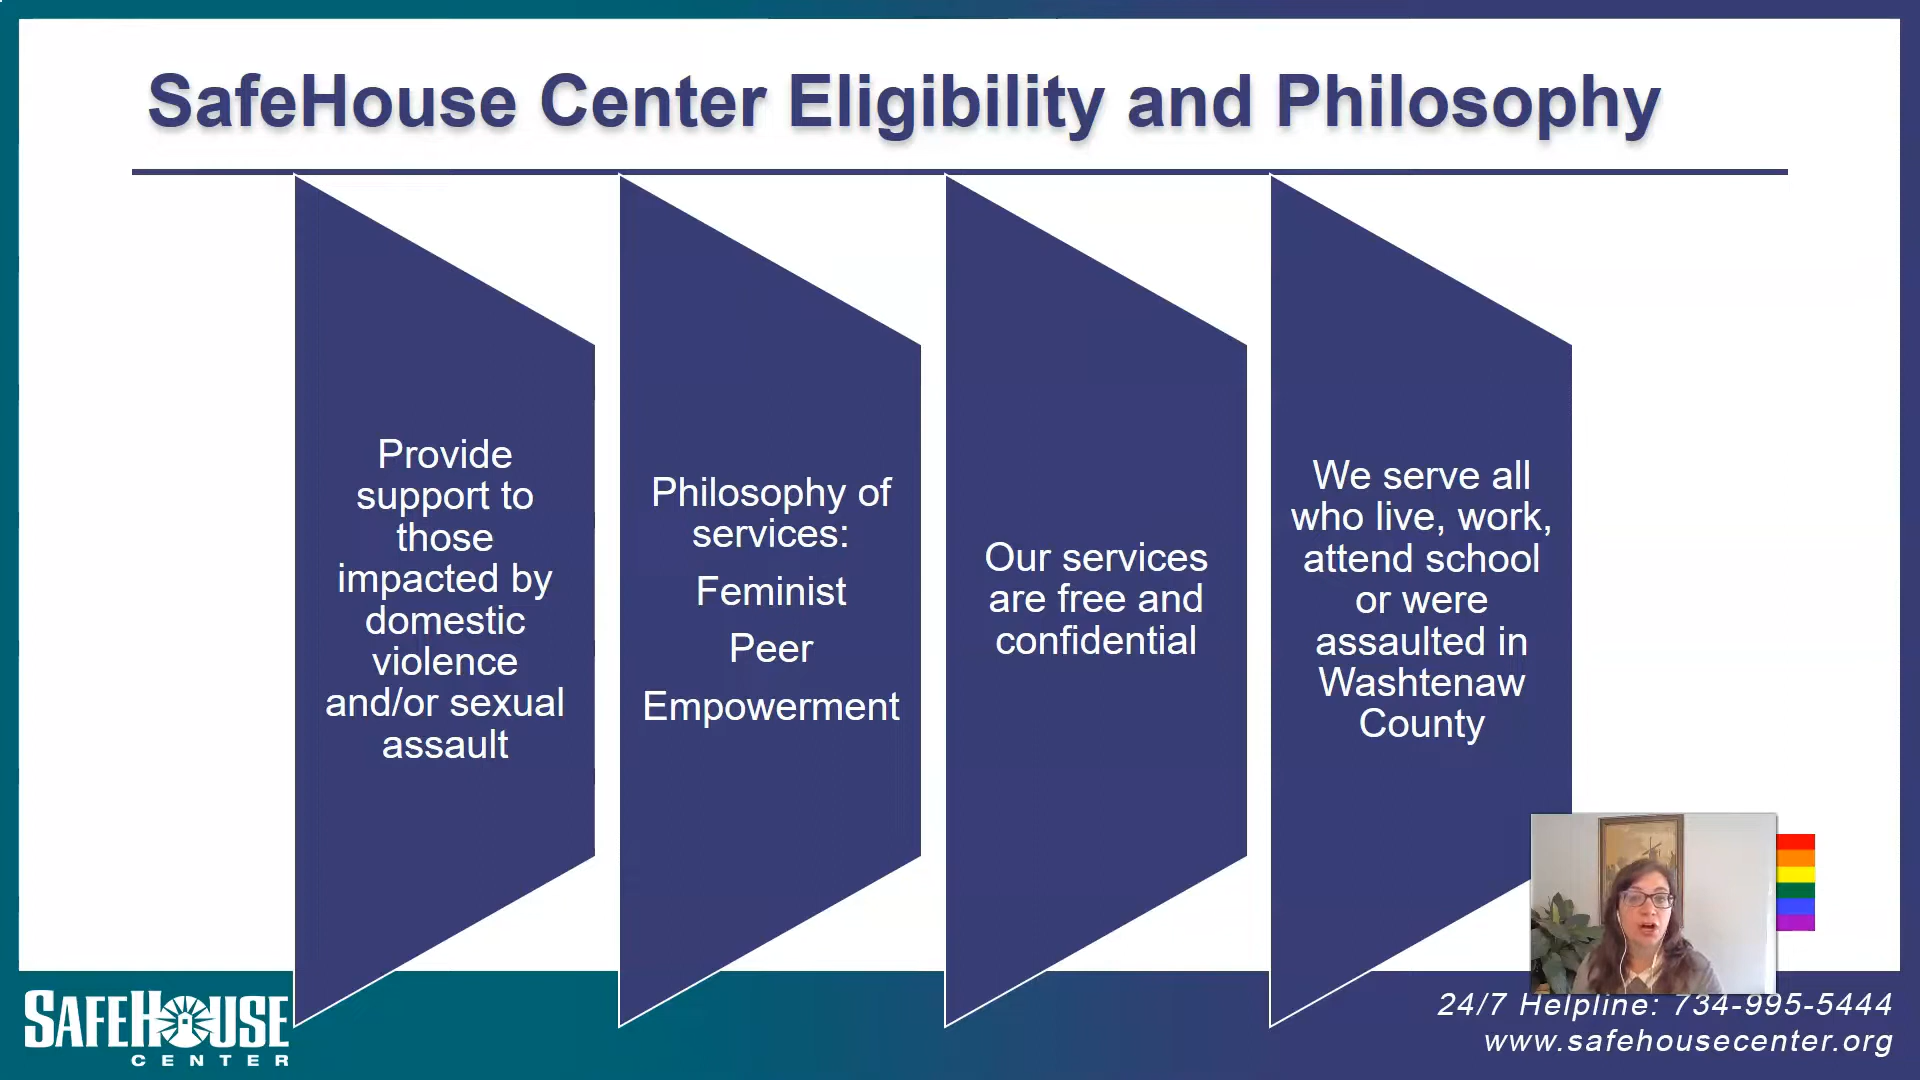 SafeHouse Center Eligibility and Philosophy
Provide
support to
those
impacted by
domestic
violence
and/or sexual
assault
Philosophy of
services:
Feminist
Peer
Empowerment
Our services
are free and
confidential
We serve all
who live, work,
attend school
or were
assaulted in
Washtenaw
County
SAFEHOUSE
CENTER
24/7 Helpline: 734-995-5444
www.safehousecenter.org